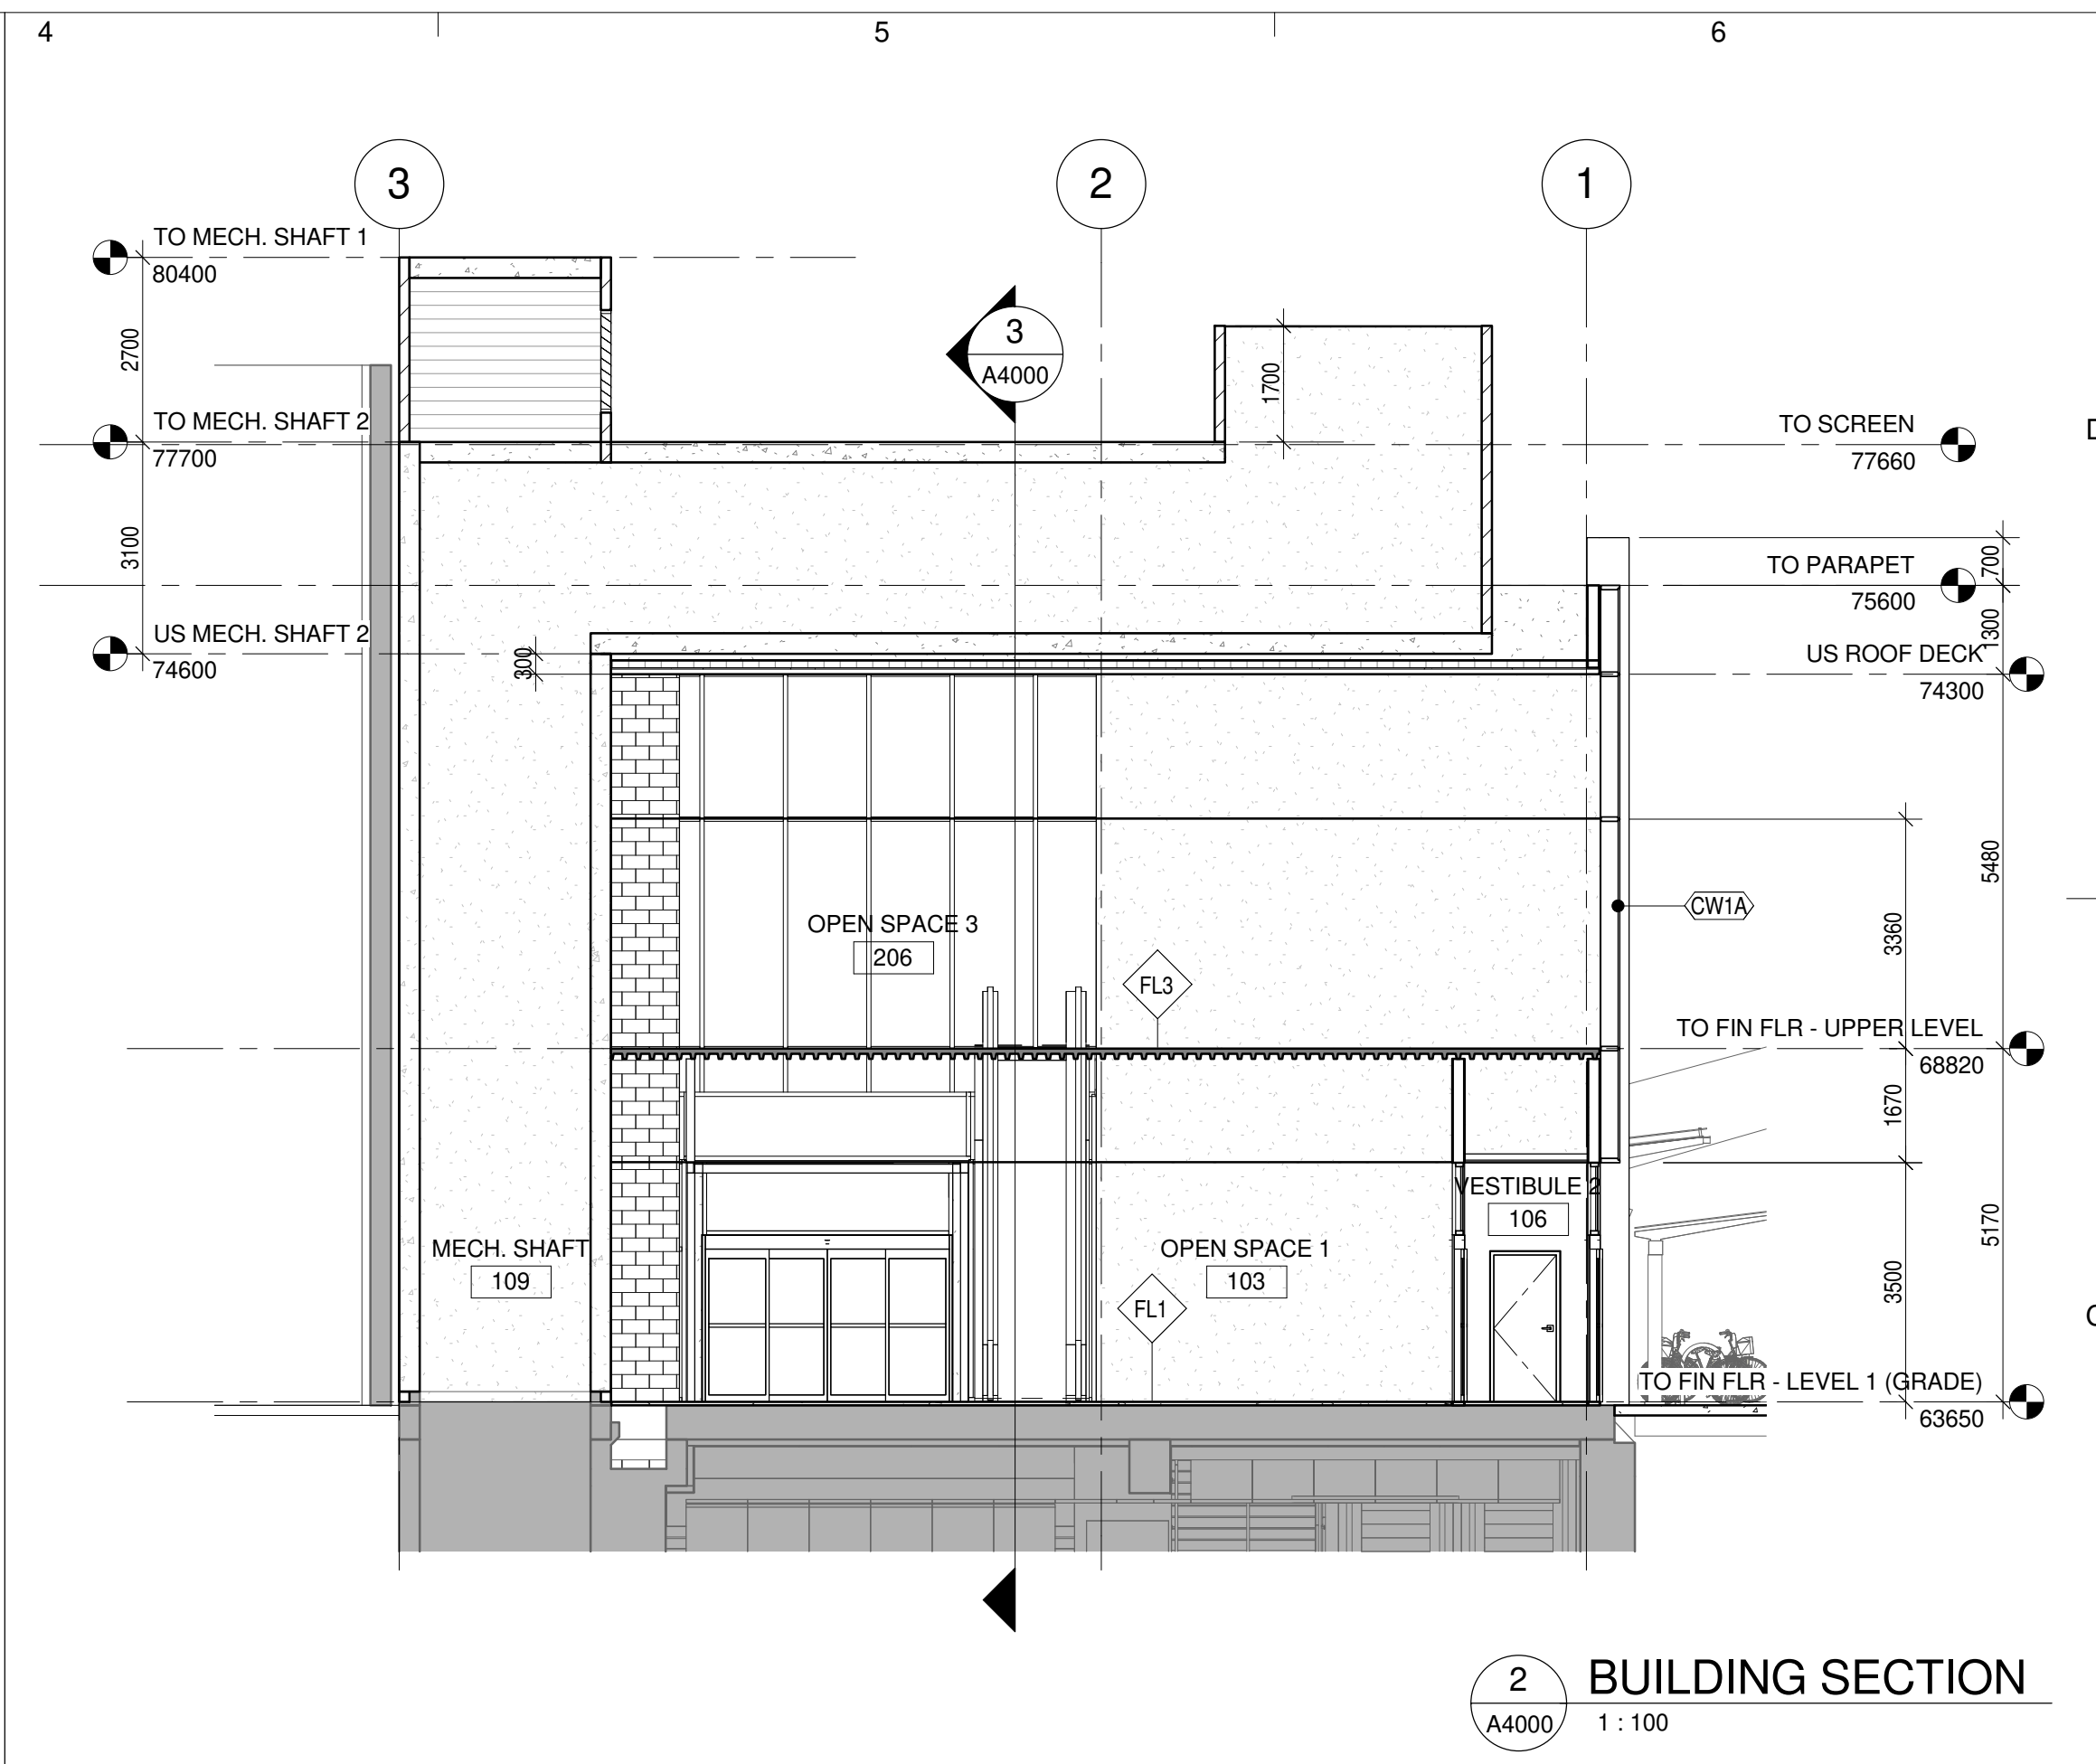 4
5
6
3
2
1
TO MECH. SHAFT 1
80400
2700
3
A4000
1700
TO MECH. SHAFT 2
77700
TO SCREEN
77660
D
3100
700
TO PARAPET
75600
1300
US MECH. SHAFT 2
74600
300
US ROOF DECK
74300
5480
CW1A
3360
OPEN SPACE 3
206
FL3
TO FIN FLR - UPPER LEVEL
68820
1670
VESTIBULE 2
106
5170
MECH. SHAFT
109
OPEN SPACE 1
103
3500
FL1
C
TO FIN FLR - LEVEL 1 (GRADE)
63650
2
A4000
BUILDING SECTION
1 : 100